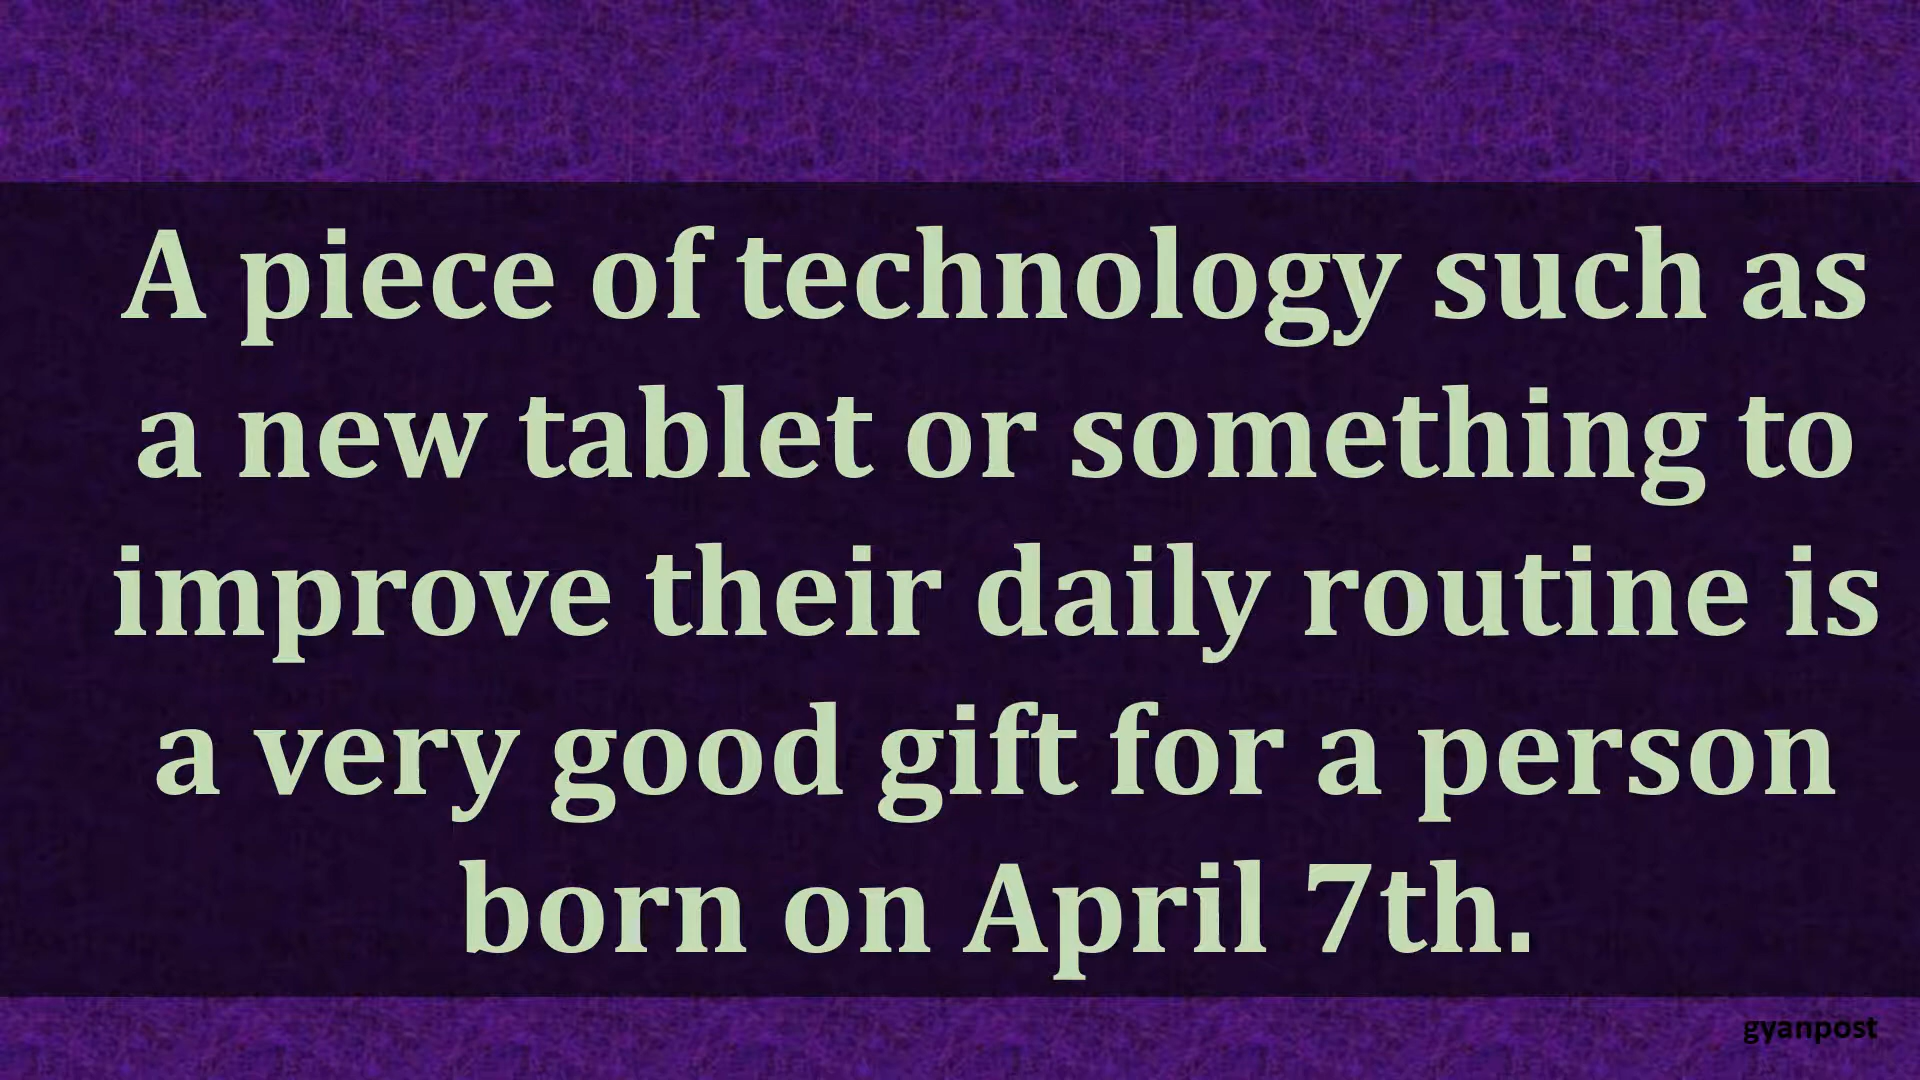 A piece of technology such as
a new tablet or something to
improve their daily routine is
a very good gift for a person
born on April 7th.
gyanpost